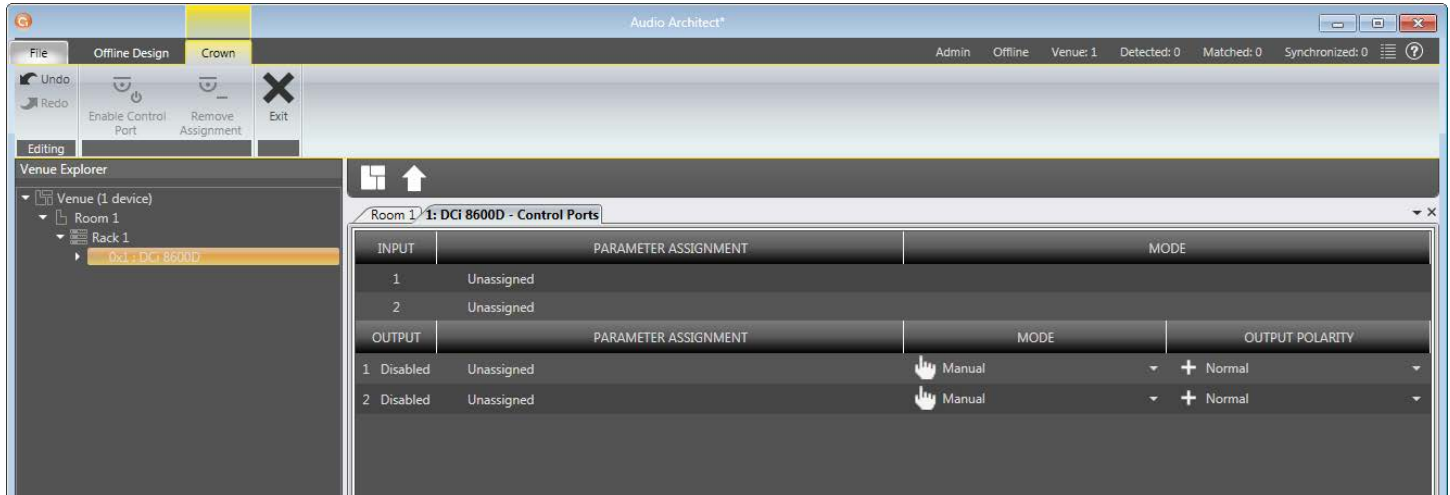 Audio Architect*
File Offline Design Crown Admin Offline Venue: 1 Detected: 0 Matched: 0 Synchronized: 0 ?
Undo
Redo
Enable Control Port
Remove Assignment
Exit
Editing
Venue Explorer
Venue (1 device)
Room 1
Rack 1
0x1 : DCi 8600D
Room 1 1: DCi 8600D - Control Ports
INPUT PARAMETER ASSIGNMENT MODE
1 Unassigned
2 Unassigned
OUTPUT PARAMETER ASSIGNMENT MODE OUTPUT POLARITY
1 Disabled Unassigned Manual Normal
2 Disabled Unassigned Manual Normal